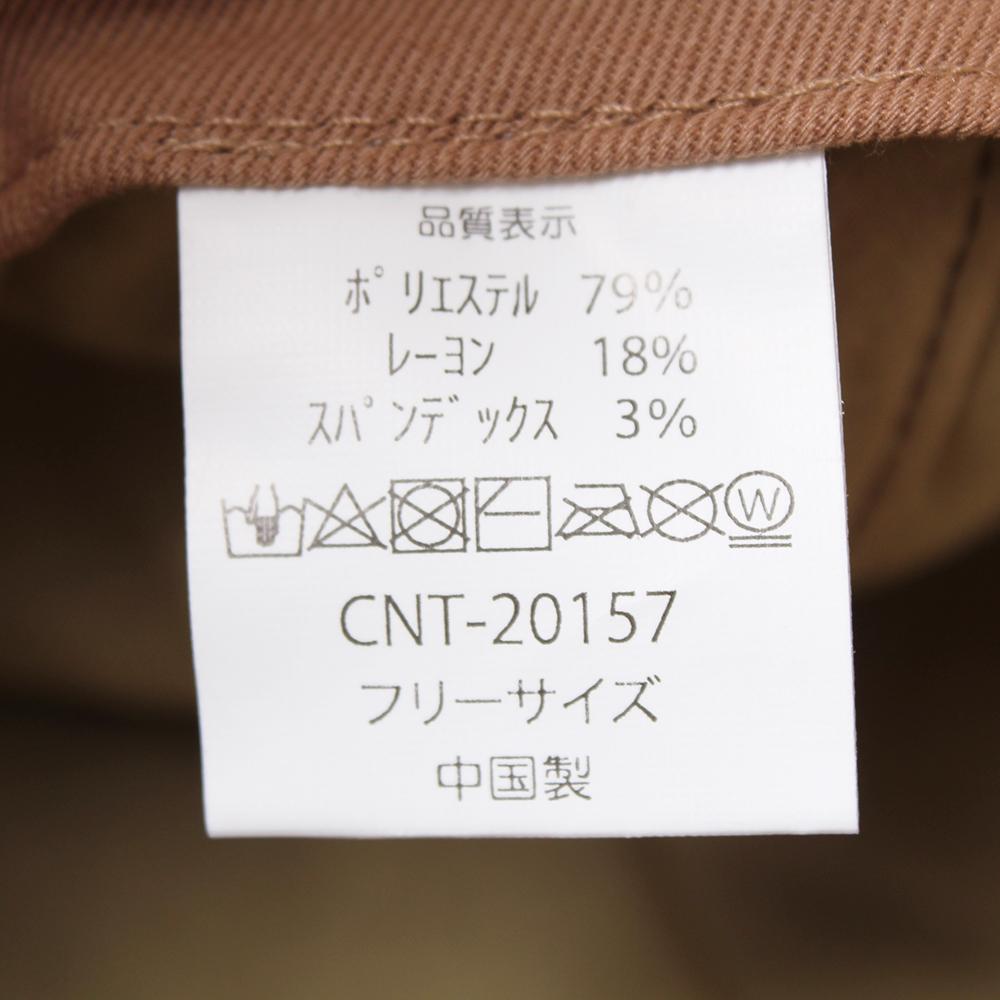 品質表示
ポリエステル 79%
レーヨン 18%
スパンデックス 3%
W
CNT-20157
フリーサイズ
中国製